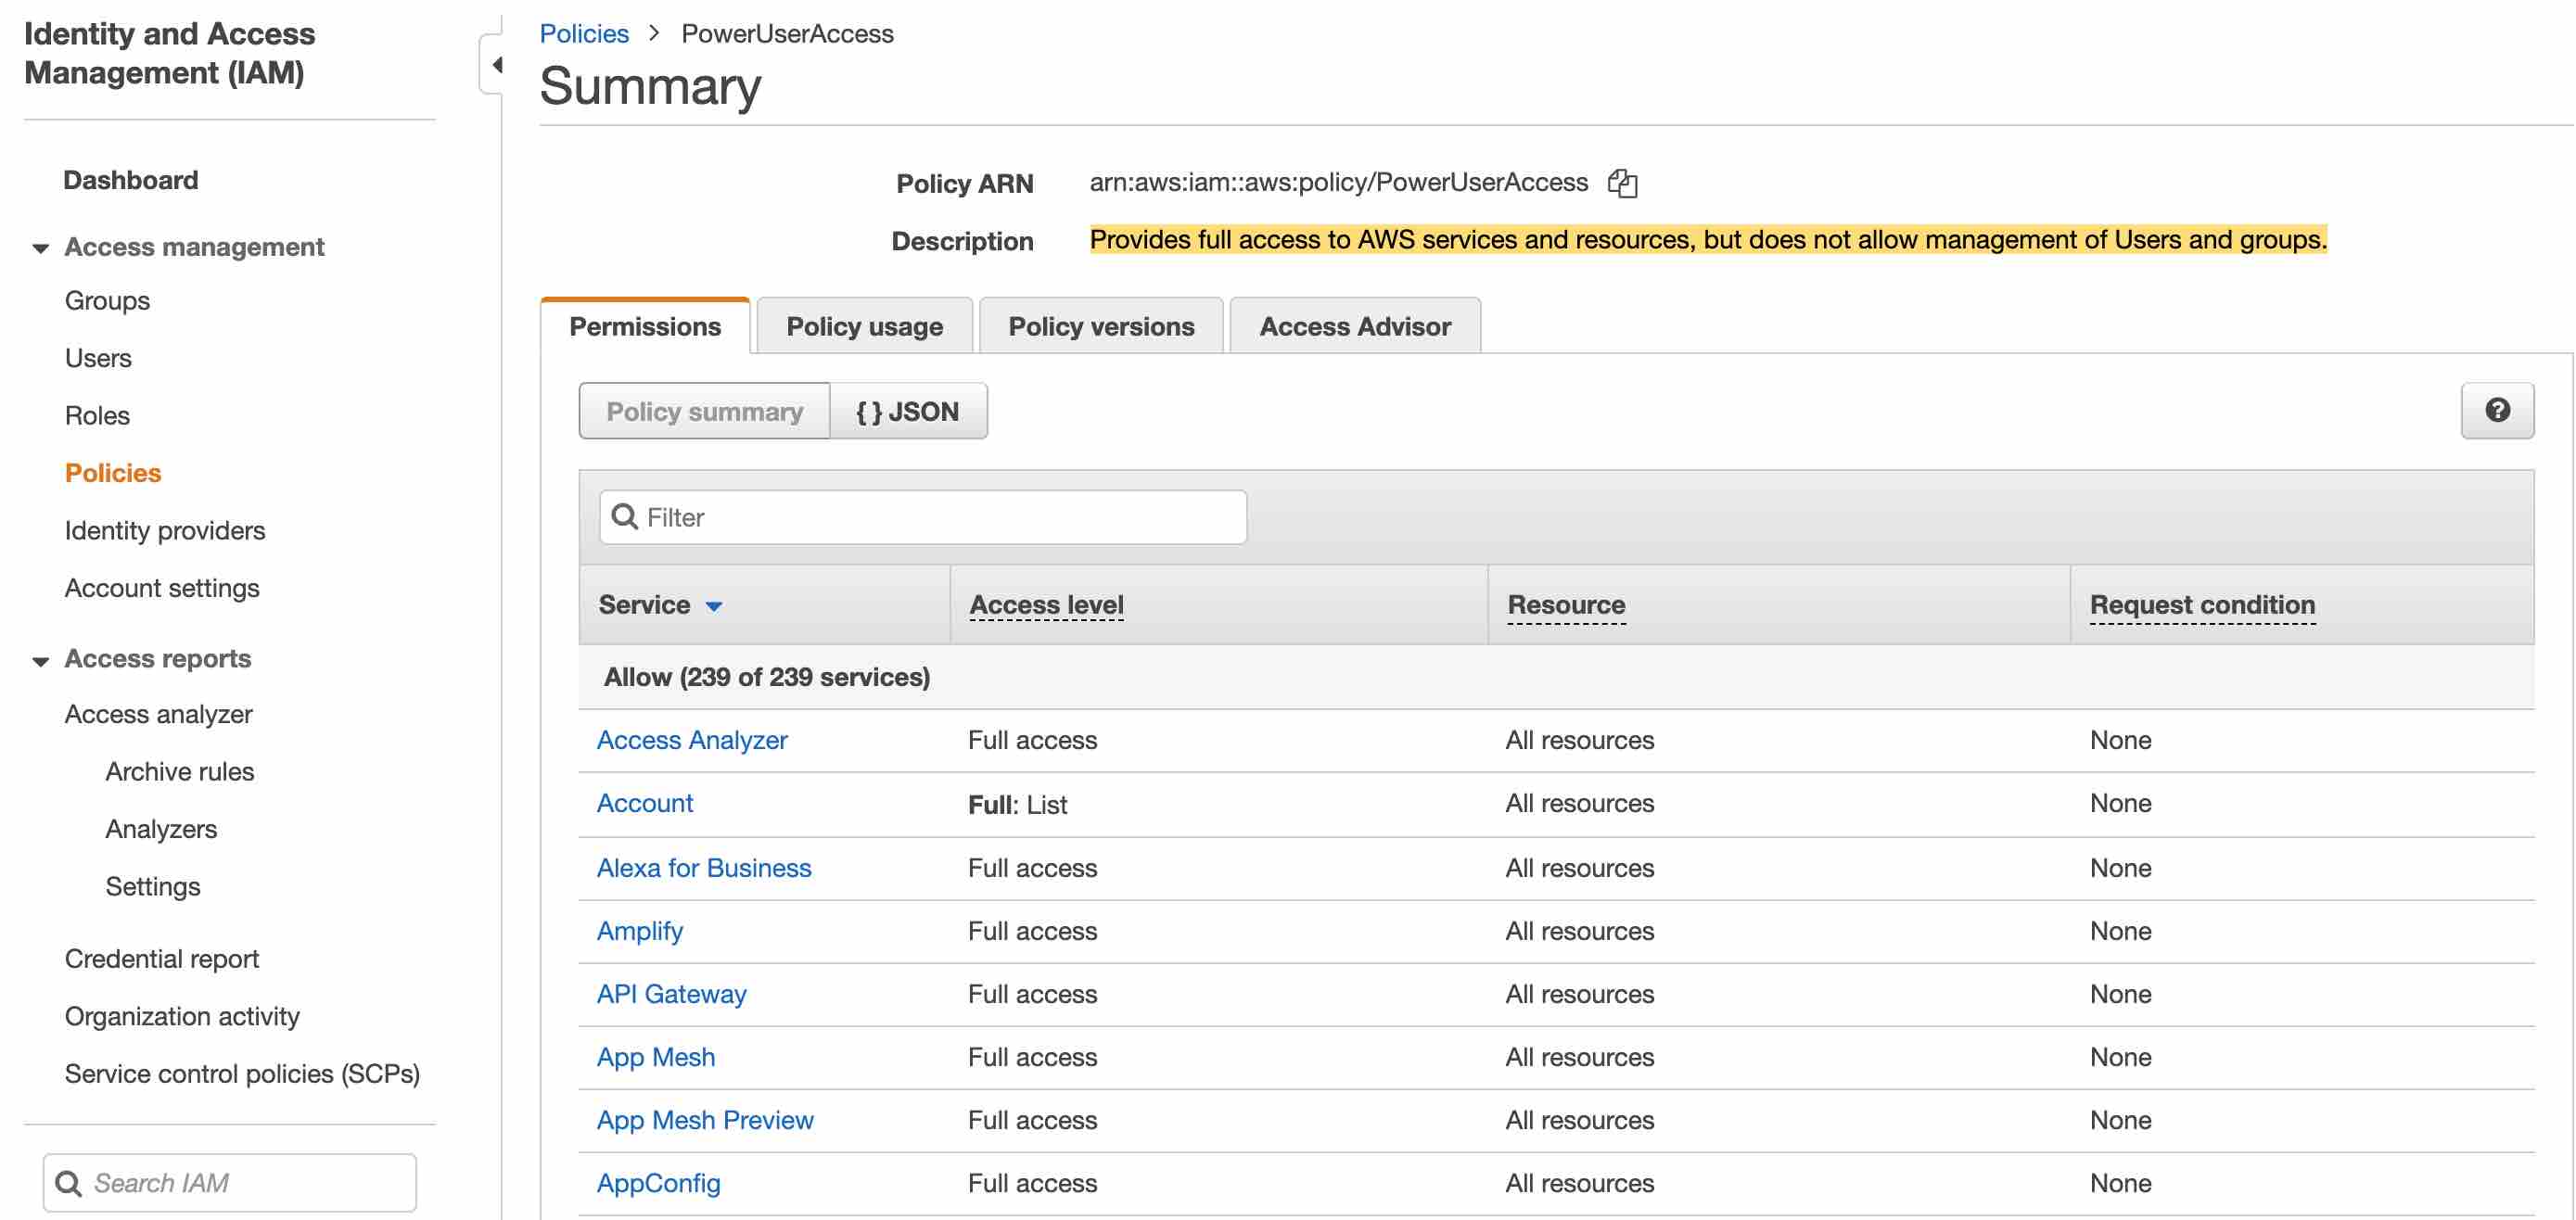 Identity and Access
Management (IAM)
Dashboard
Access management
Groups
Users
Roles
Policies
Identity providers
Account settings
Access reports
Access analyzer
Archive rules
Analyzers
Settings
Credential report
Organization activity
Service control policies (SCPs)
Search IAM
Policies > PowerUserAccess
Summary
Policy ARN arn:aws:iam::aws:policy/PowerUserAccess
Description Provides full access to AWS services and resources, but does not allow management of Users and groups.
Permissions Policy usage Policy versions Access Advisor
Policy summary { } JSON
Filter
Service Access level Resource Request condition
Allow (239 of 239 services)
Access Analyzer Full access All resources None
Account Full: List All resources None
Alexa for Business Full access All resources None
Amplify Full access All resources None
API Gateway Full access All resources None
App Mesh Full access All resources None
App Mesh Preview Full access All resources None
AppConfig Full access All resources None